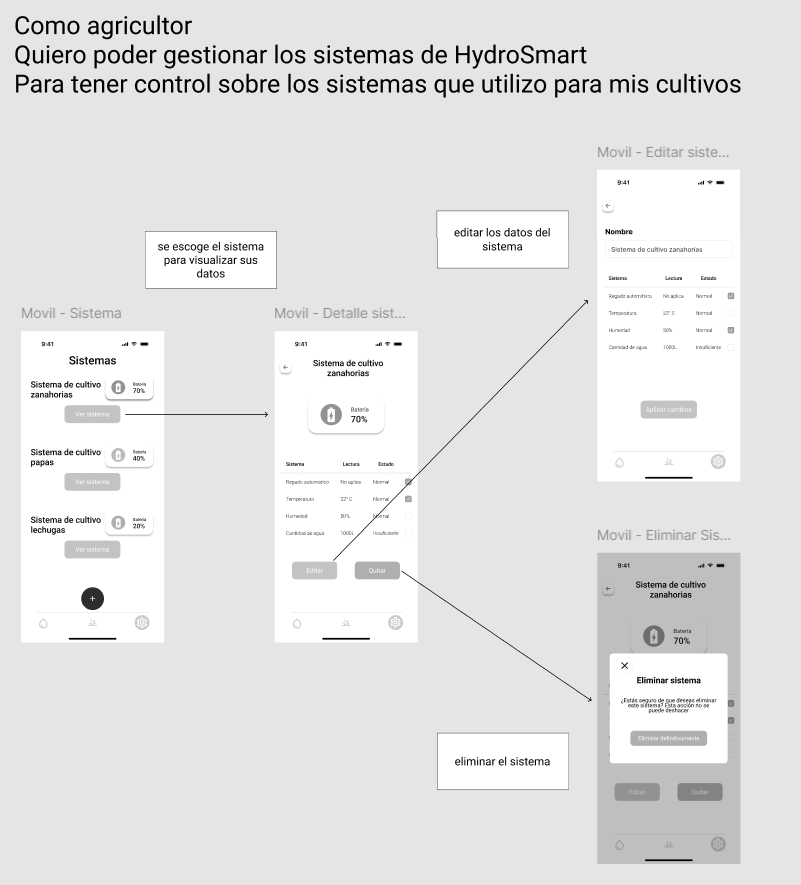 Como agricultor
Quiero poder gestionar los sistemas de HydroSmart
Para tener control sobre los sistemas que utilizo para mis cultivos
se escoge el sistema
para visualizar sus
datos
Movil - Sistema
9:41
Sistemas
Sistema de cultivo
zanahorias
Batería
70%
Ver sistema
Sistema de cultivo
papas
Batería
40%
Ver sistema
Sistema de cultivo
lechugas
Batería
20%
Ver sistema
+
Movil - Detalle sist...
9:41
Sistema de cultivo
zanahorias
Batería
70%
Sistema Lectura Estado
Regado automático No aplica Normal
Temperatura 22° C Normal
Humedad 50% Normal
Cantidad de agua 1000L Insuficiente
Editar Quitar
editar los datos del
sistema
Movil - Editar siste...
9:41
Nombre
Sistema de cultivo zanahorias
Sistema Lectura Estado
Regado automático No aplica Normal
Temperatura 22° C Normal
Humedad 50% Normal
Cantidad de agua 1000L Insuficiente
Aplicar cambios
eliminar el sistema
Movil - Eliminar Sis...
9:41
Sistema de cultivo
zanahorias
Batería
70%
Eliminar sistema
¿Estás seguro de que deseas eliminar
este sistema? Esta acción no se
puede deshacer
Eliminar definitivamente
Editar Quitar